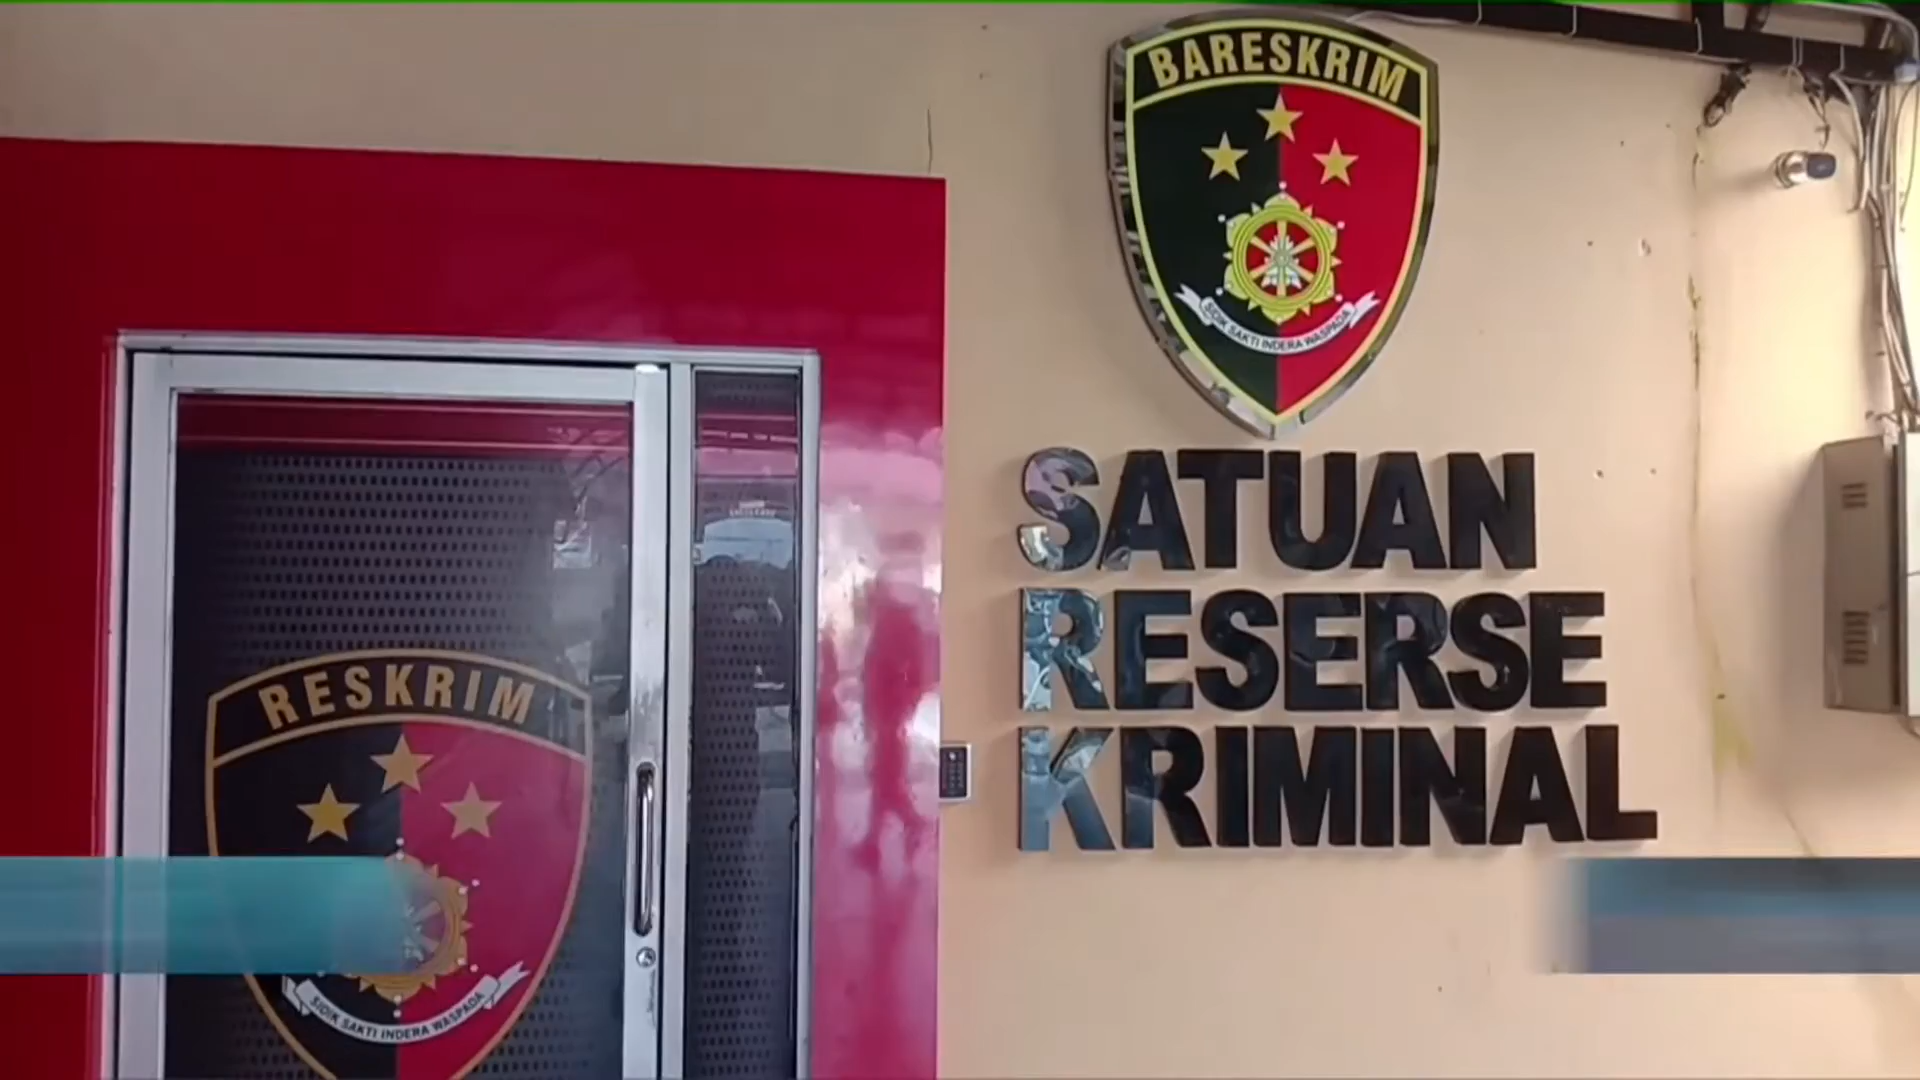 BARESKRIM
SIDIK SAKTI INDERA WASPADA
SATUAN
RESERSE
KRIMINAL
RESKRIM
SIDIK SAKTI INDERA WASPADA